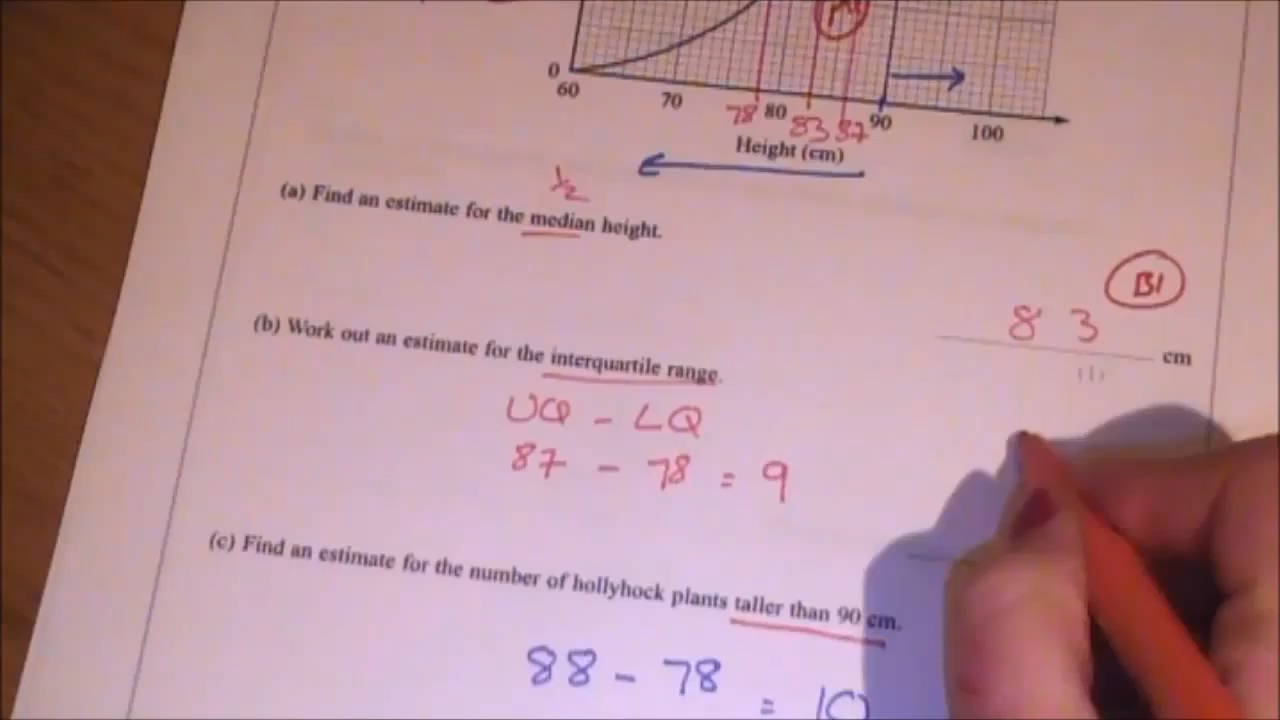 M1
0
60 70 78 80 83 87 90 100
Height (cm)
½
(a) Find an estimate for the median height.
B1
8 3 cm
(1)
(b) Work out an estimate for the interquartile range.
UQ - LQ
87 - 78 = 9
(c) Find an estimate for the number of hollyhock plants taller than 90 cm.
88 - 78 = 10